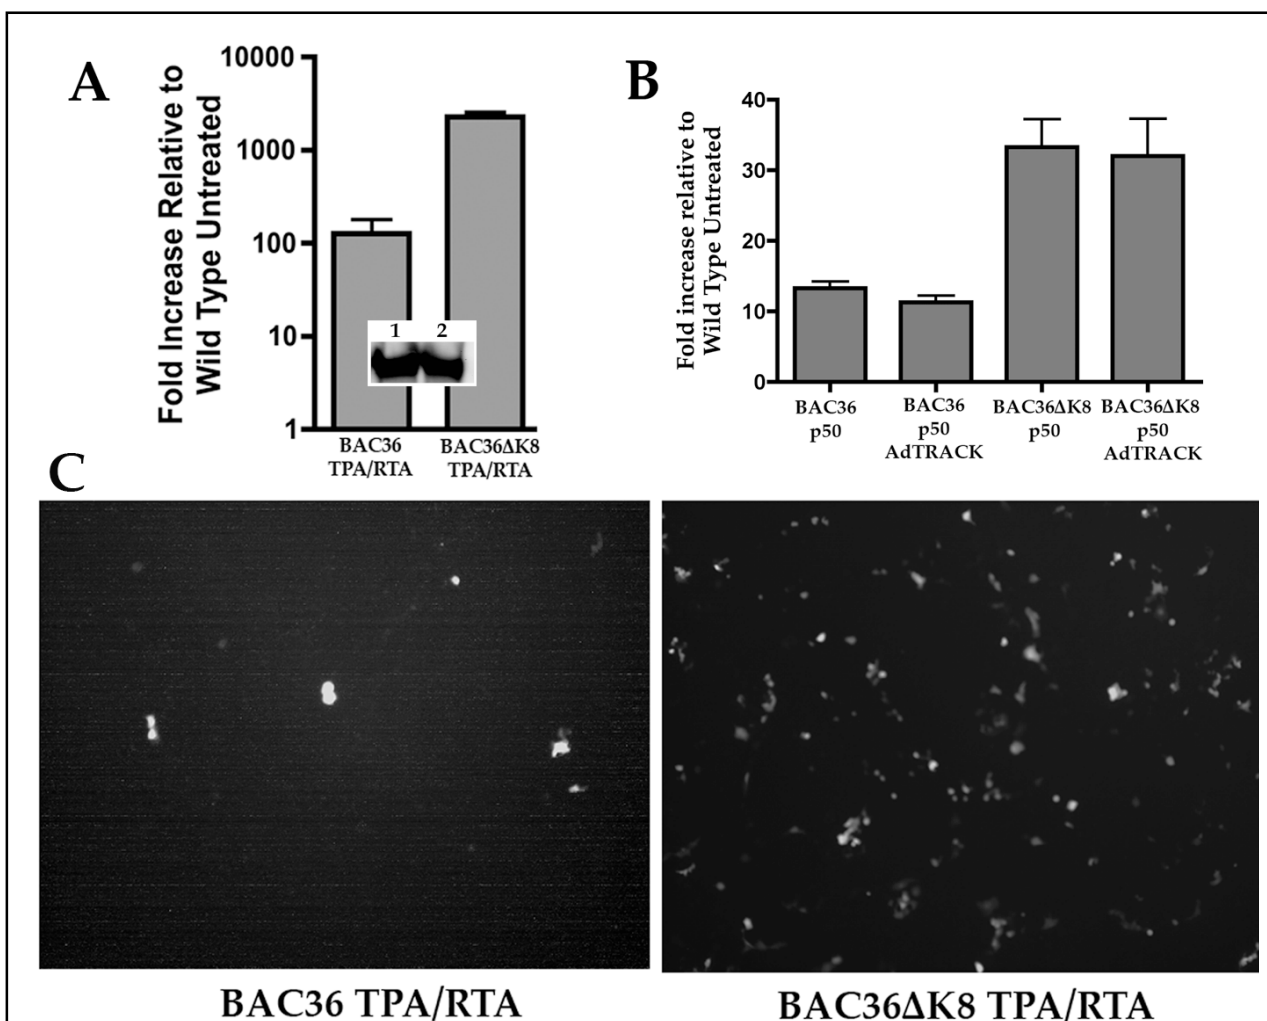 A
Fold Increase Relative to
Wild Type Untreated
10000
1000
100
10
1
1 2
BAC36
TPA/RTA
BAC36ΔK8
TPA/RTA
B
Fold increase relative to
Wild Type Untreated
40
30
20
10
0
BAC36
p50
BAC36
p50
AdTRACK
BAC36ΔK8
p50
BAC36ΔK8
p50
AdTRACK
C
BAC36 TPA/RTA
BAC36ΔK8 TPA/RTA